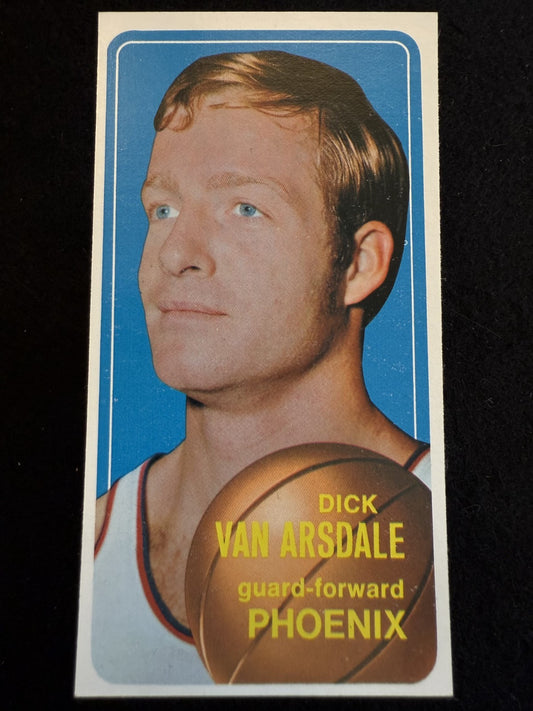 DICK
VAN ARSDALE
guard-forward
PHOENIX